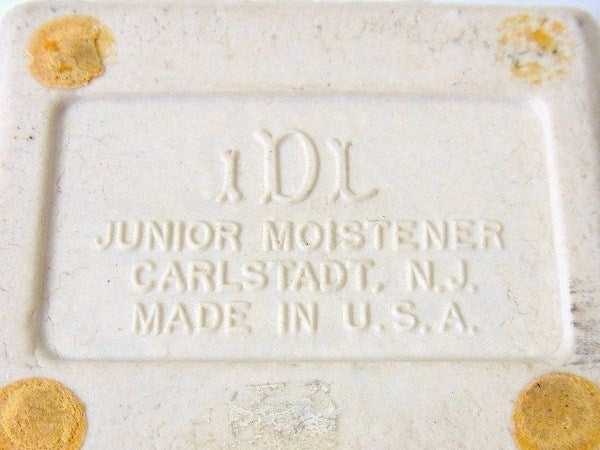 IDL
JUNIOR MOISTENER
CARLSTADT, N.J.
MADE IN U.S.A.